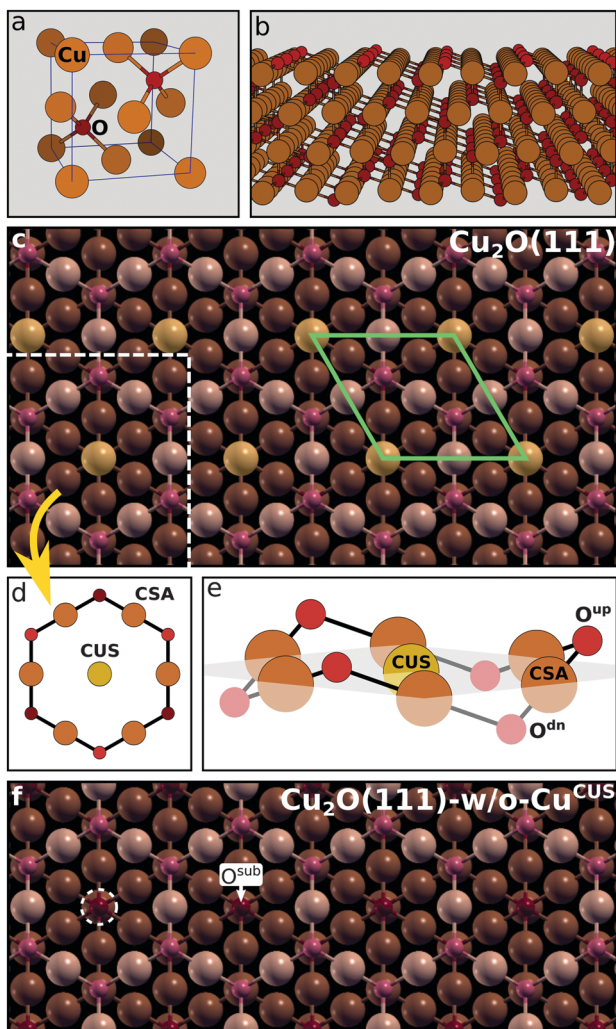 a
Cu
O
b
c
Cu₂O(111)
d
CSA
CUS
e
Oᵘᵖ
CUS
CSA
Oᵈⁿ
f
Cu₂O(111)-w/o-Cuᶜᵁˢ
Oˢᵘᵇ